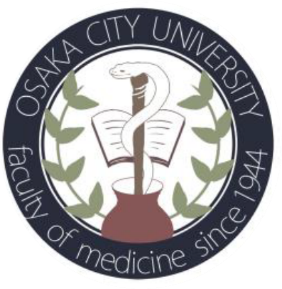 OSAKA CITY UNIVERSITY
faculty of medicine since 1944